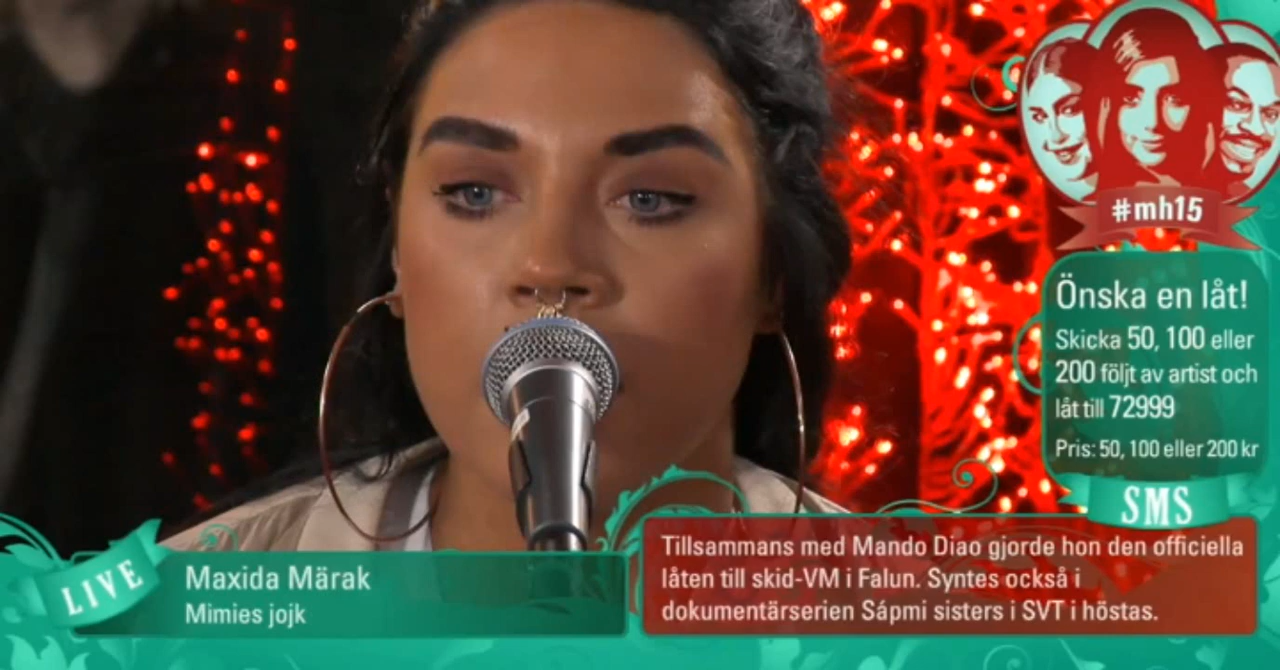 #mh15
Önska en låt!
Skicka 50, 100 eller
200 följt av artist och
låt till 72999
Pris: 50, 100 eller 200 kr
SMS
LIVE
Maxida Märak
Mimies jojk
Tillsammans med Mando Diao gjorde hon den officiella
låten till skid-VM i Falun. Syntes också i
dokumentärserien Sápmi sisters i SVT i höstas.